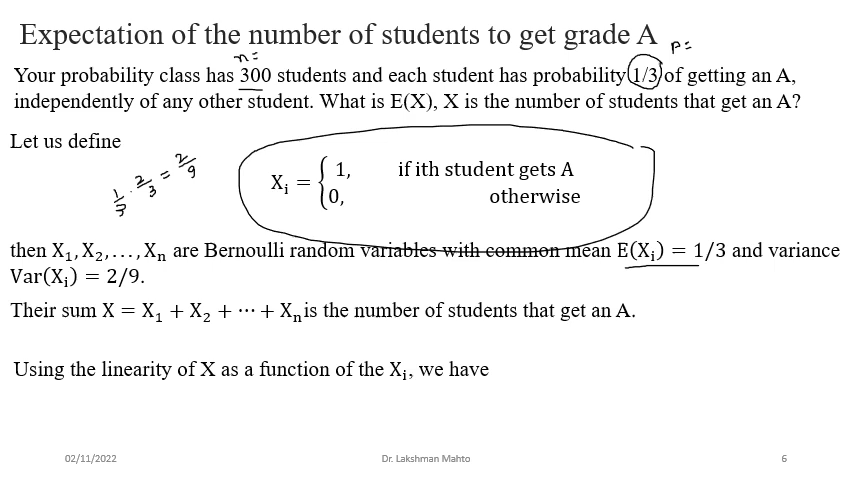 Expectation of the number of students to get grade A
n =
p =
Your probability class has 300 students and each student has probability 1/3 of getting an A,
independently of any other student. What is E(X), X is the number of students that get an A?
Let us define
1/3 · 2/3 = 2/9
Xᵢ = { 1, if ith student gets A
0, otherwise
then X₁, X₂, . . . , Xₙ are Bernoulli random variables with common mean E(Xᵢ) = 1/3 and variance
Var(Xᵢ) = 2/9.
Their sum X = X₁ + X₂ + ⋯ + Xₙ is the number of students that get an A.
Using the linearity of X as a function of the Xᵢ, we have
02/11/2022 Dr. Lakshman Mahto 6